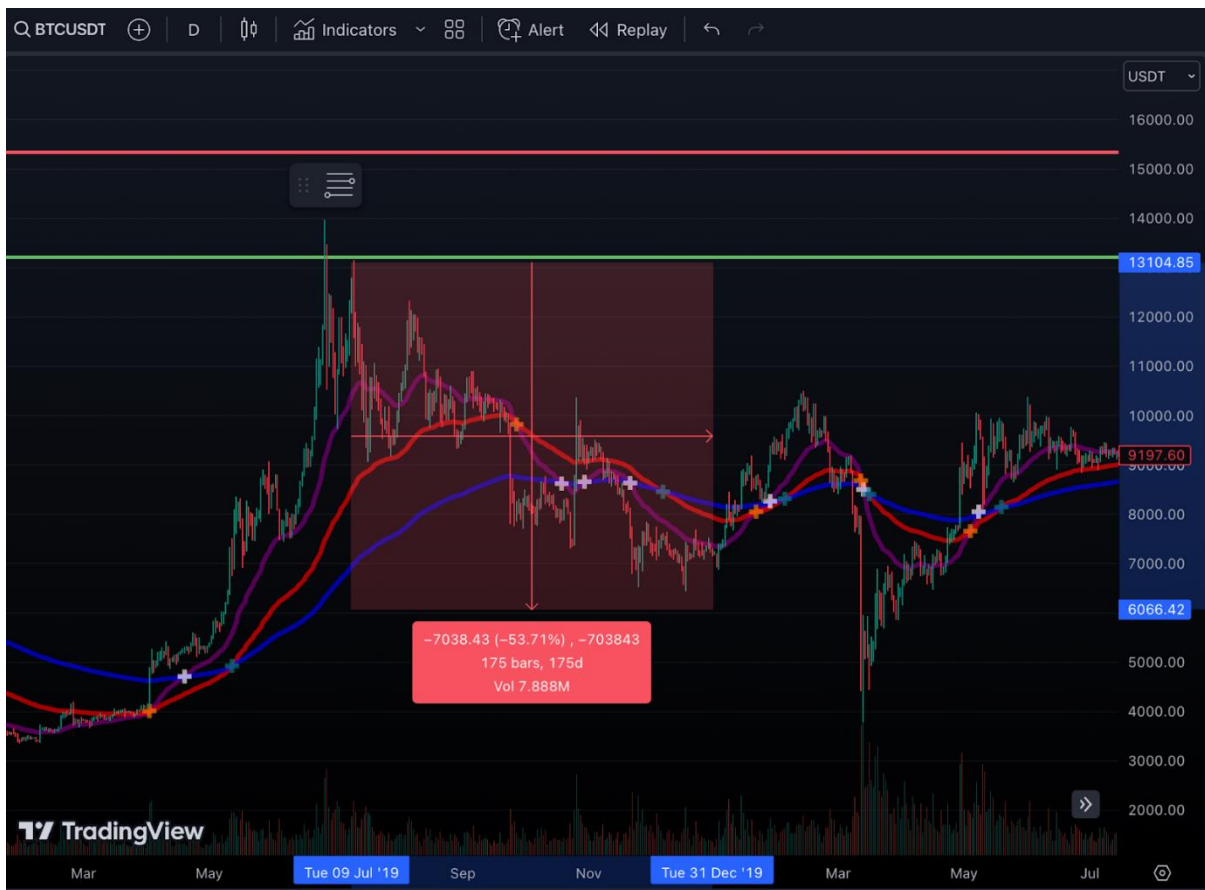 BTCUSDT D Indicators Alert Replay
USDT
16000.00
15000.00
14000.00
13104.85
12000.00
11000.00
10000.00
9197.60
9000.00
8000.00
7000.00
6066.42
5000.00
4000.00
3000.00
2000.00
−7038.43 (−53.71%) , −703843
175 bars, 175d
Vol 7.888M
TradingView
Mar May Tue 09 Jul '19 Sep Nov Tue 31 Dec '19 Mar May Jul